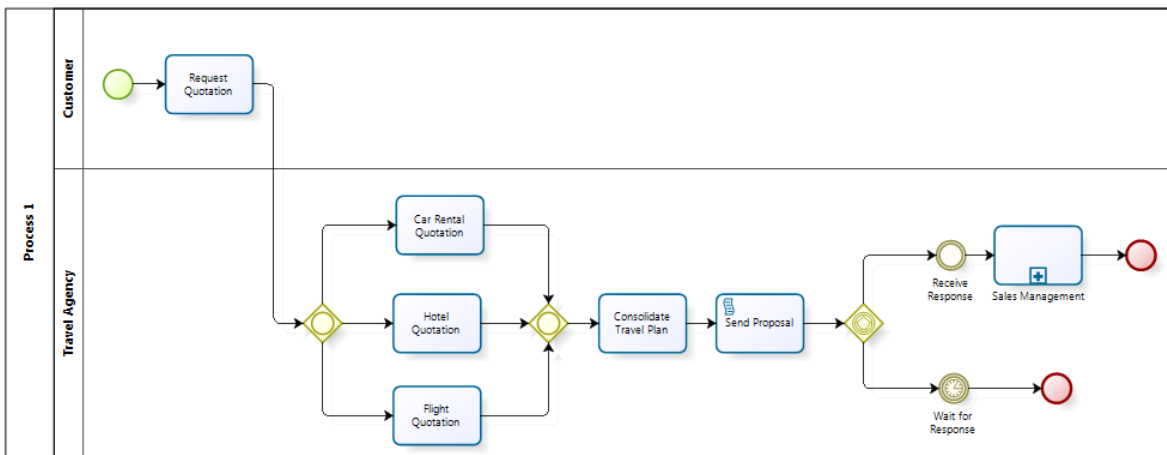 Process 1
Customer
Request
Quotation
Travel Agency
Car Rental
Quotation
Hotel
Quotation
Flight
Quotation
Consolidate
Travel Plan
Send Proposal
Receive
Response
Sales Management
Wait for
Response